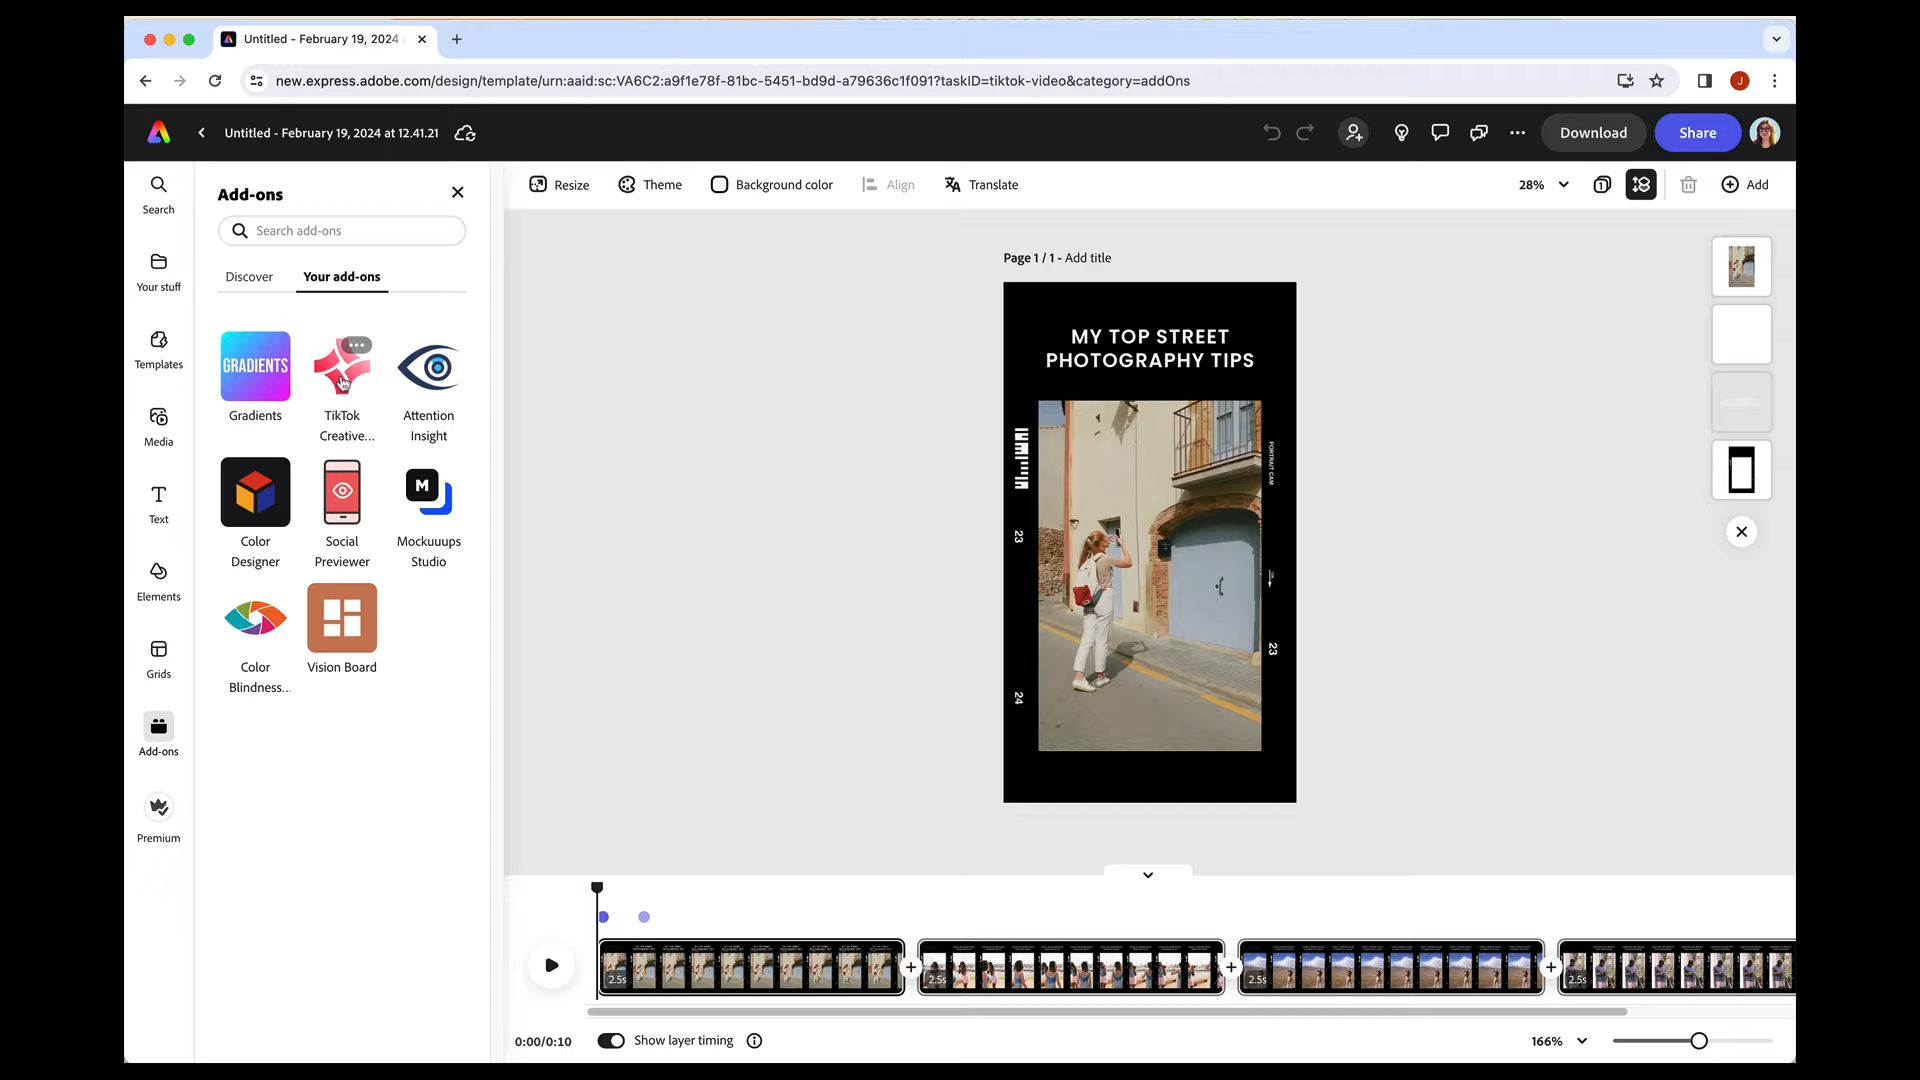 Untitled - February 19, 2024
new.express.adobe.com/design/template/urn:aaid:sc:VA6C2:a9f1e78f-81bc-5451-bd9d-a79636c1f091?taskID=tiktok-video&category=addOns
J
Untitled - February 19, 2024 at 12.41.21
Download
Share
Search
Your stuff
Templates
Media
Text
Elements
Grids
Add-ons
Premium
Add-ons
Search add-ons
Discover
Your add-ons
GRADIENTS
Gradients
TikTok
Creative...
Attention
Insight
Color
Designer
Social
Previewer
M
Mockuuups
Studio
Color
Blindness...
Vision Board
Resize
Theme
Background color
Align
Translate
28%
1
Add
Page 1 / 1 - Add title
MY TOP STREET
PHOTOGRAPHY TIPS
PORTRAIT CAM
23
23
24
2.5s
2.5s
2.5s
2.5s
0:00/0:10
Show layer timing
166%